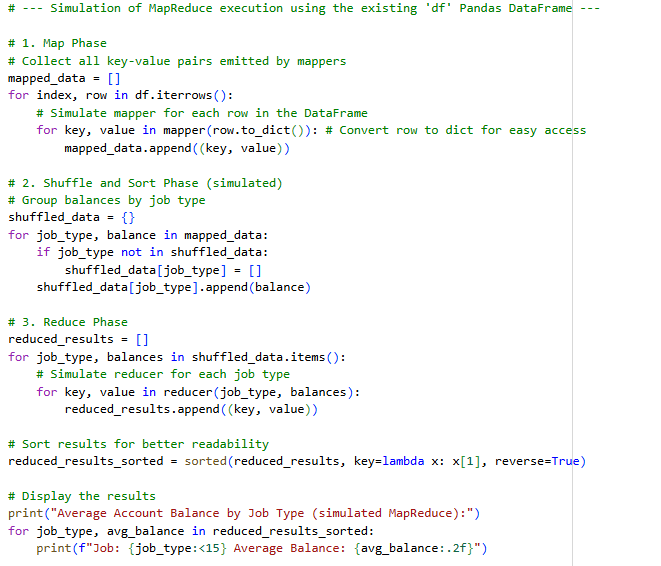 # --- Simulation of MapReduce execution using the existing 'df' Pandas DataFrame ---

# 1. Map Phase
# Collect all key-value pairs emitted by mappers
mapped_data = []
for index, row in df.iterrows():
    # Simulate mapper for each row in the DataFrame
    for key, value in mapper(row.to_dict()): # Convert row to dict for easy access
        mapped_data.append((key, value))

# 2. Shuffle and Sort Phase (simulated)
# Group balances by job type
shuffled_data = {}
for job_type, balance in mapped_data:
    if job_type not in shuffled_data:
        shuffled_data[job_type] = []
    shuffled_data[job_type].append(balance)

# 3. Reduce Phase
reduced_results = []
for job_type, balances in shuffled_data.items():
    # Simulate reducer for each job type
    for key, value in reducer(job_type, balances):
        reduced_results.append((key, value))

# Sort results for better readability
reduced_results_sorted = sorted(reduced_results, key=lambda x: x[1], reverse=True)

# Display the results
print("Average Account Balance by Job Type (simulated MapReduce):")
for job_type, avg_balance in reduced_results_sorted:
    print(f"Job: {job_type:<15} Average Balance: {avg_balance:.2f}")